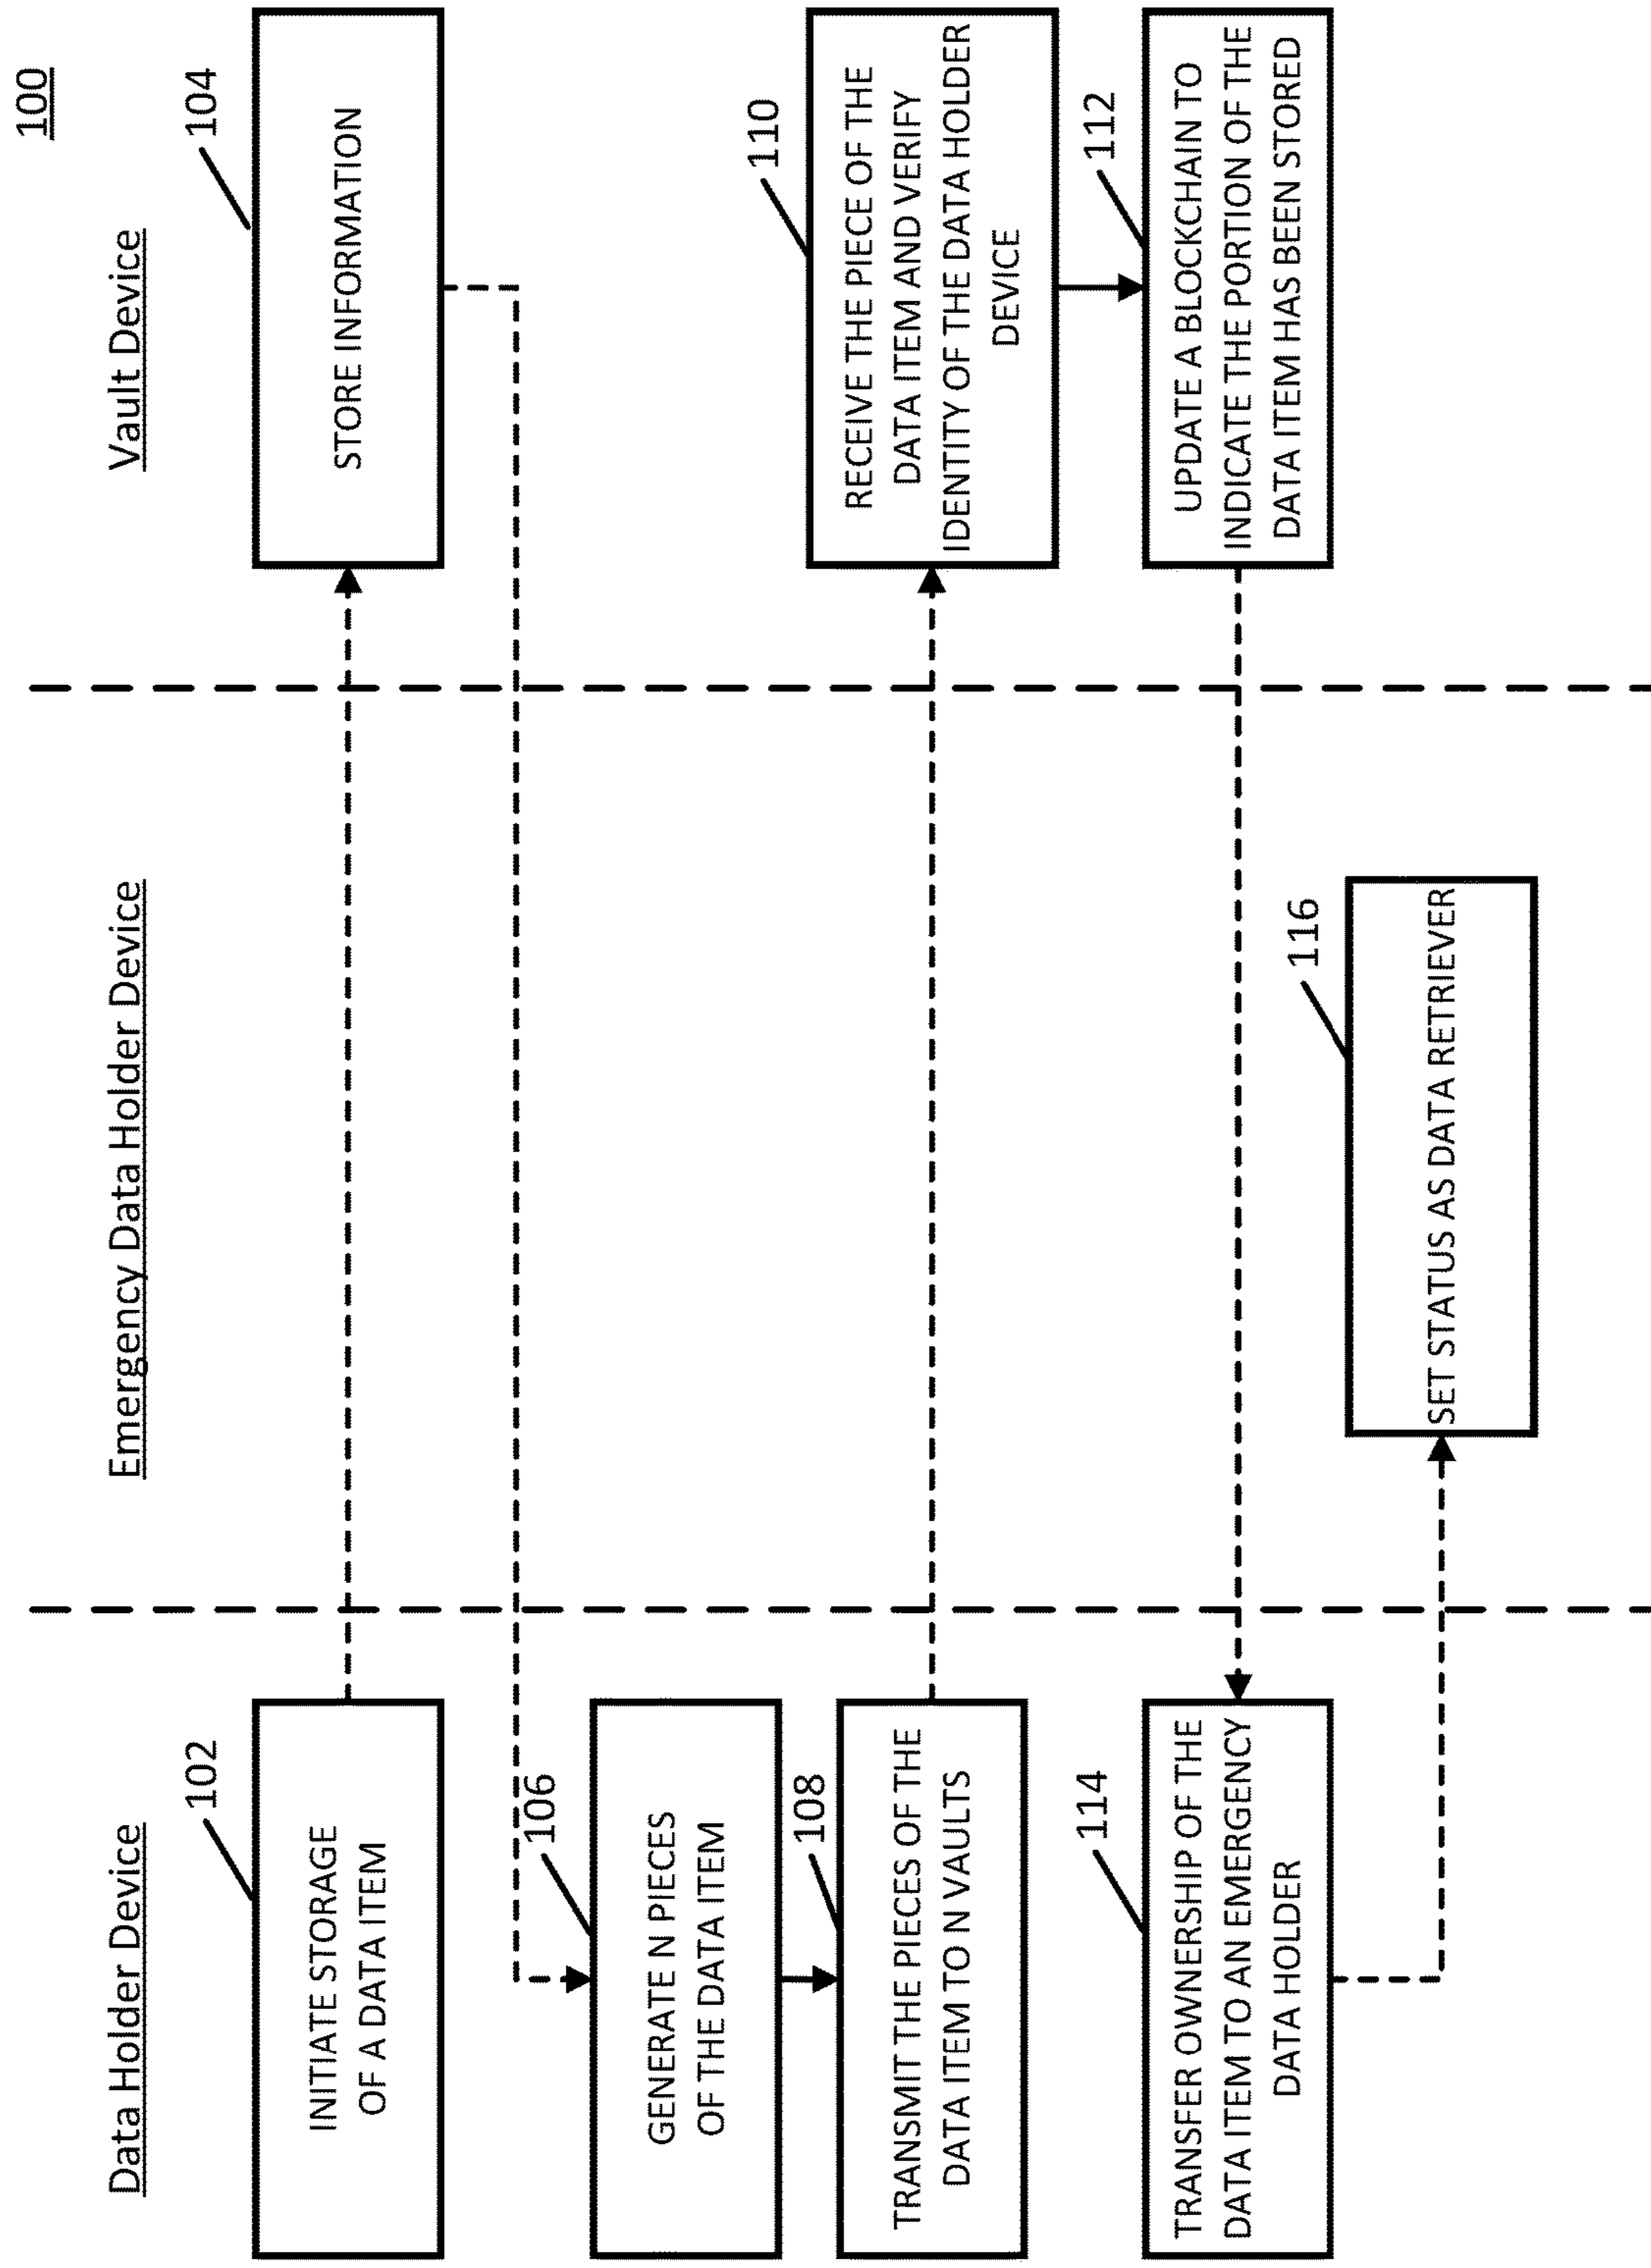 100
Data Holder Device
Emergency Data Holder Device
Vault Device
102
INITIATE STORAGE
OF A DATA ITEM
104
STORE INFORMATION
106
GENERATE N PIECES
OF THE DATA ITEM
108
TRANSMIT THE PIECES OF THE
DATA ITEM TO N VAULTS
110
RECEIVE THE PIECE OF THE
DATA ITEM AND VERIFY
IDENTITY OF THE DATA HOLDER
DEVICE
112
UPDATE A BLOCKCHAIN TO
INDICATE THE PORTION OF THE
DATA ITEM HAS BEEN STORED
114
TRANSFER OWNERSHIP OF THE
DATA ITEM TO AN EMERGENCY
DATA HOLDER
116
SET STATUS AS DATA RETRIEVER